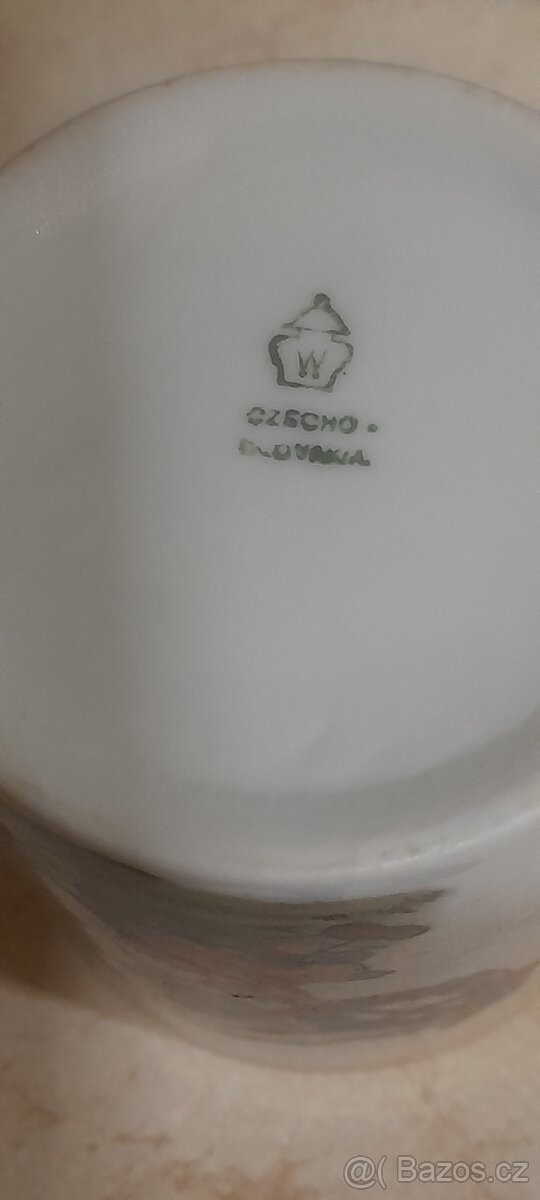 W
CZECHO.
SLOVAKIA
@( Bazos.cz